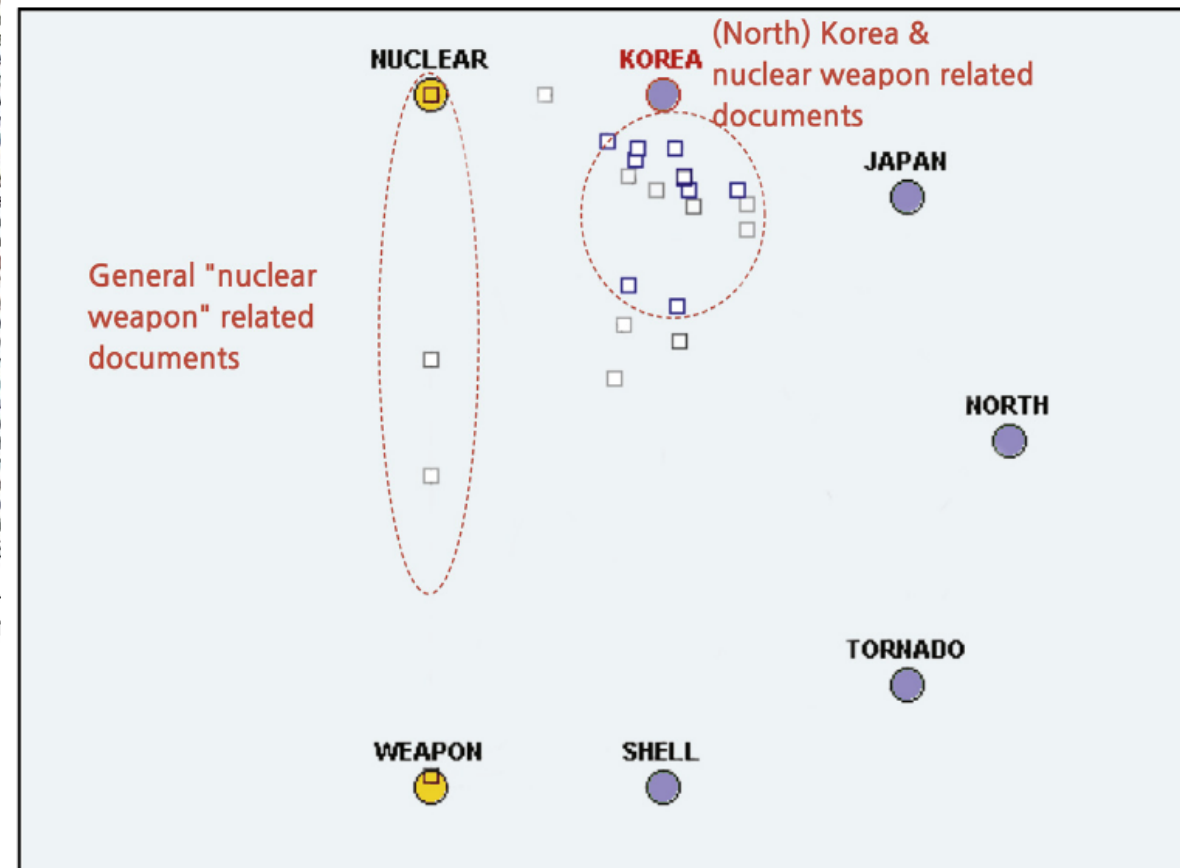 NUCLEAR
KOREA
(North) Korea &
nuclear weapon related
documents
JAPAN
General "nuclear
weapon" related
documents
NORTH
TORNADO
WEAPON
SHELL